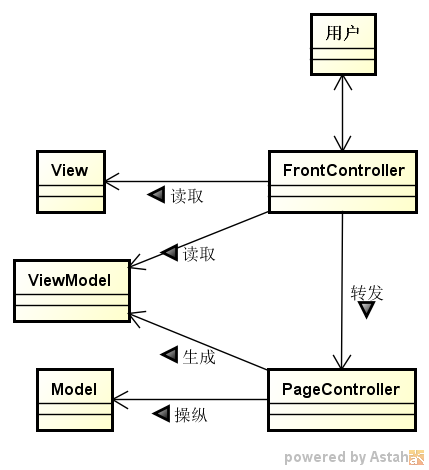 用户
View
FrontController
读取
读取
ViewModel
转发
生成
Model
PageController
操纵
powered by Astah